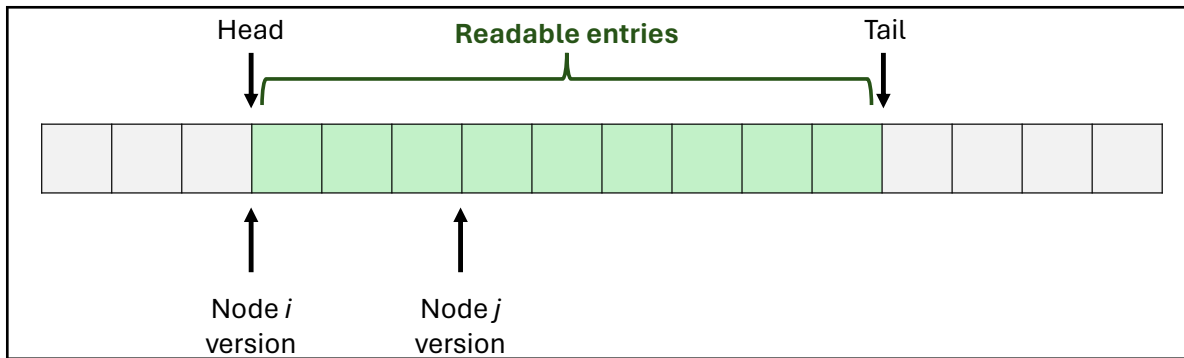 Head
Readable entries
Tail
Node i
version
Node j
version